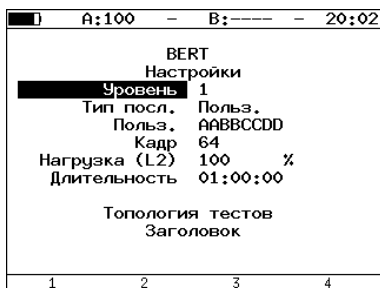 A:100 – B:---- – 20:02
BERT
Настройки
Уровень 1
Тип посл. Польз.
Польз. AABBCCDD
Кадр 64
Нагрузка (L2) 100 %
Длительность 01:00:00
Топология тестов
Заголовок
1 2 3 4